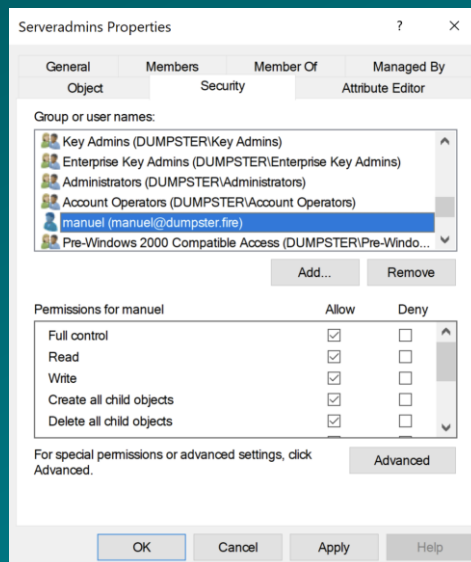 Serveradmins Properties
General Members Member Of Managed By
Object Security Attribute Editor
Group or user names:
Key Admins (DUMPSTER\Key Admins)
Enterprise Key Admins (DUMPSTER\Enterprise Key Admins)
Administrators (DUMPSTER\Administrators)
Account Operators (DUMPSTER\Account Operators)
manuel (manuel@dumpster.fire)
Pre-Windows 2000 Compatible Access (DUMPSTER\Pre-Windo...
Add... Remove
Permissions for manuel Allow Deny
Full control
Read
Write
Create all child objects
Delete all child objects
For special permissions or advanced settings, click
Advanced.
Advanced
OK Cancel Apply Help